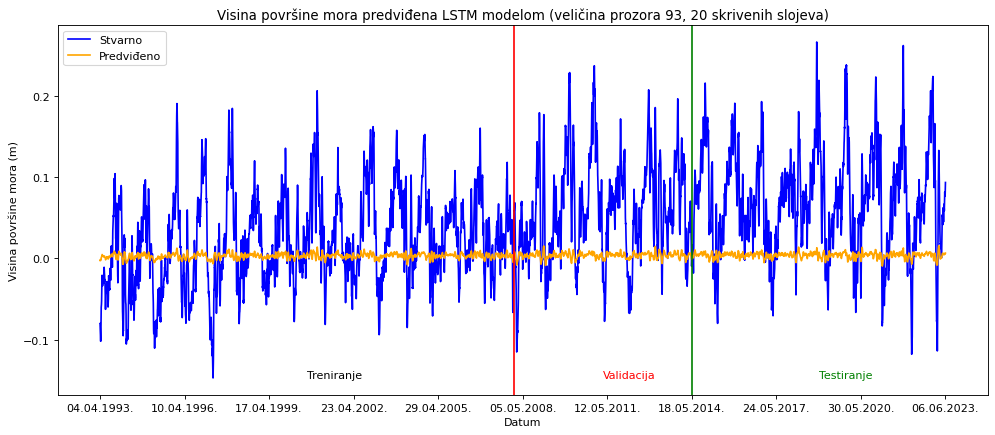 Visina površine mora predviđena LSTM modelom (veličina prozora 93, 20 skrivenih slojeva)
Stvarno
Predviđeno
Visina površine mora (m)
0.2
0.1
0.0
−0.1
Treniranje
Validacija
Testiranje
04.04.1993.
10.04.1996.
17.04.1999.
23.04.2002.
29.04.2005.
05.05.2008.
12.05.2011.
18.05.2014.
24.05.2017.
30.05.2020.
06.06.2023.
Datum